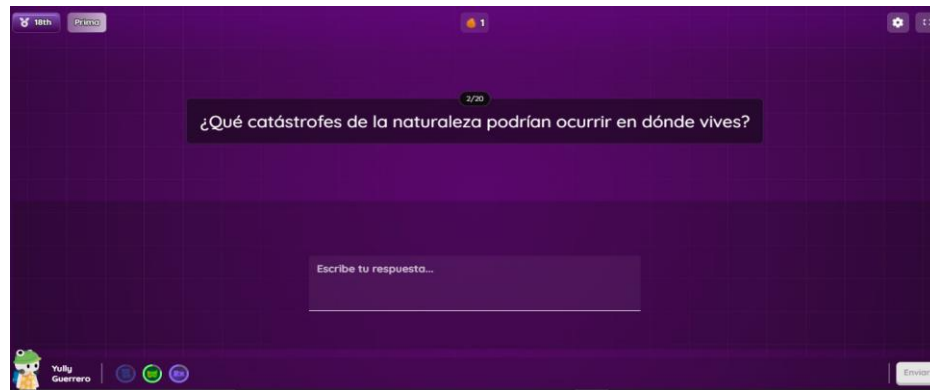 18th
Prima
1
2/20
¿Qué catástrofes de la naturaleza podrían ocurrir en dónde vives?
Escribe tu respuesta...
Yully
Guerrero
Enviar